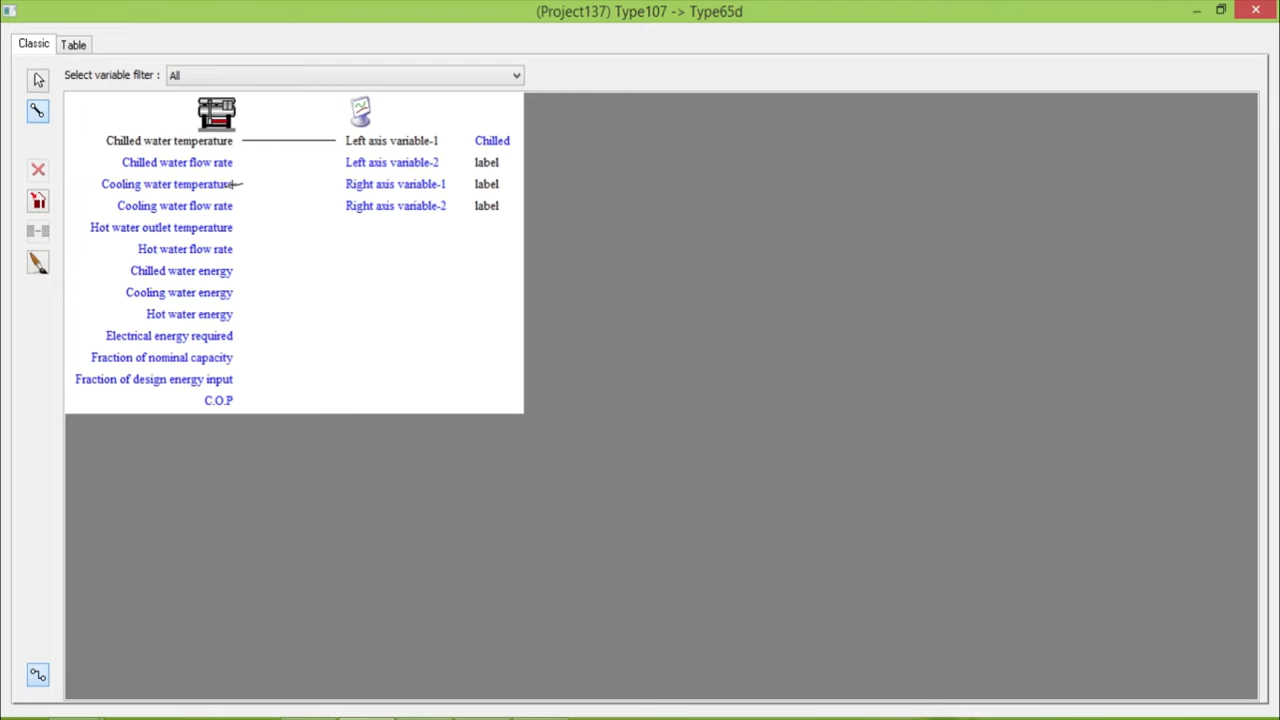 (Project137) Type107 -> Type65d
Classic Table
Select variable filter : All
Chilled water temperature Left axis variable-1 Chilled
Chilled water flow rate Left axis variable-2 label
Cooling water temperature Right axis variable-1 label
Cooling water flow rate Right axis variable-2 label
Hot water outlet temperature
Hot water flow rate
Chilled water energy
Cooling water energy
Hot water energy
Electrical energy required
Fraction of nominal capacity
Fraction of design energy input
C.O.P